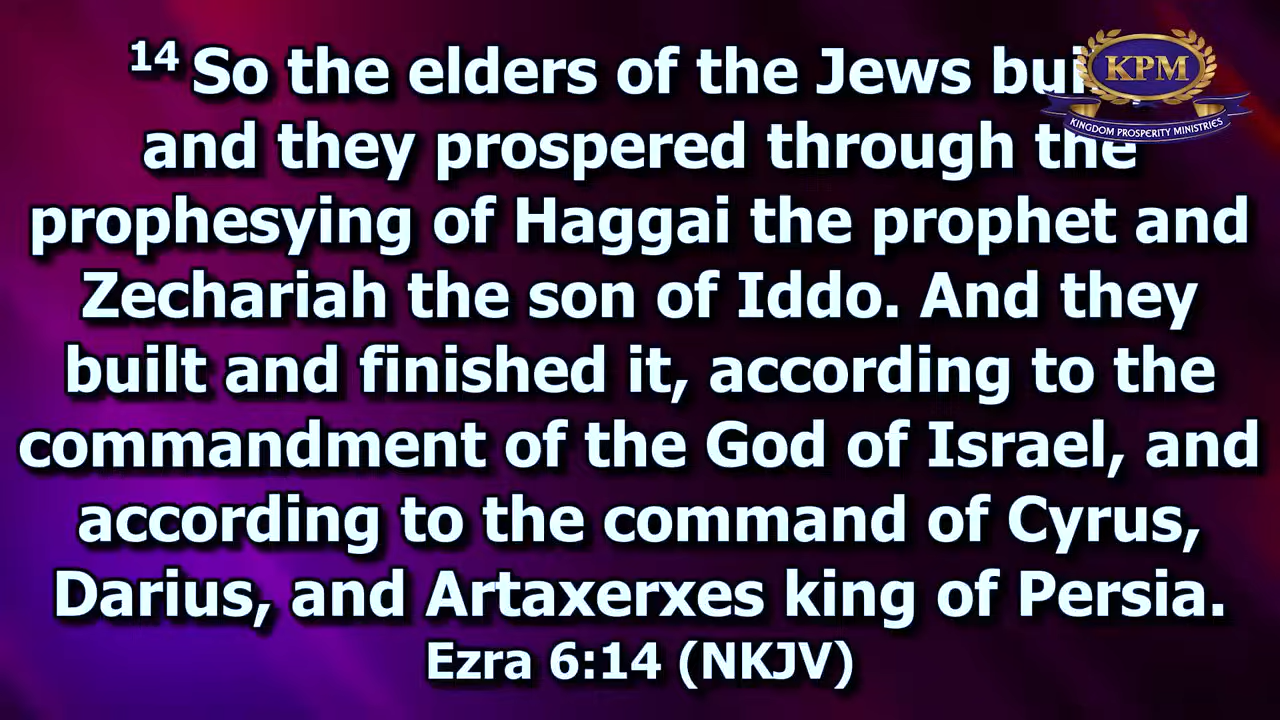 14 So the elders of the Jews
and they prospered through the
prophesying of Haggai the prophet and
Zechariah the son of Iddo. And they
built and finished it, according to the
commandment of the God of Israel, and
according to the command of Cyrus,
Darius, and Artaxerxes king of Persia.
Ezra 6:14 (NKJV)
KPM
KINGDOM PROSPERITY MINISTRIES